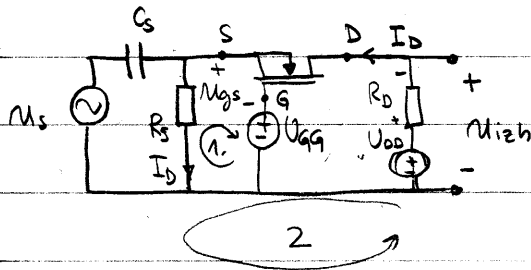 Cs S D ID
+ - +
us ugs - G RD uizh
RS 1. + UGG + UDD
ID - -
2